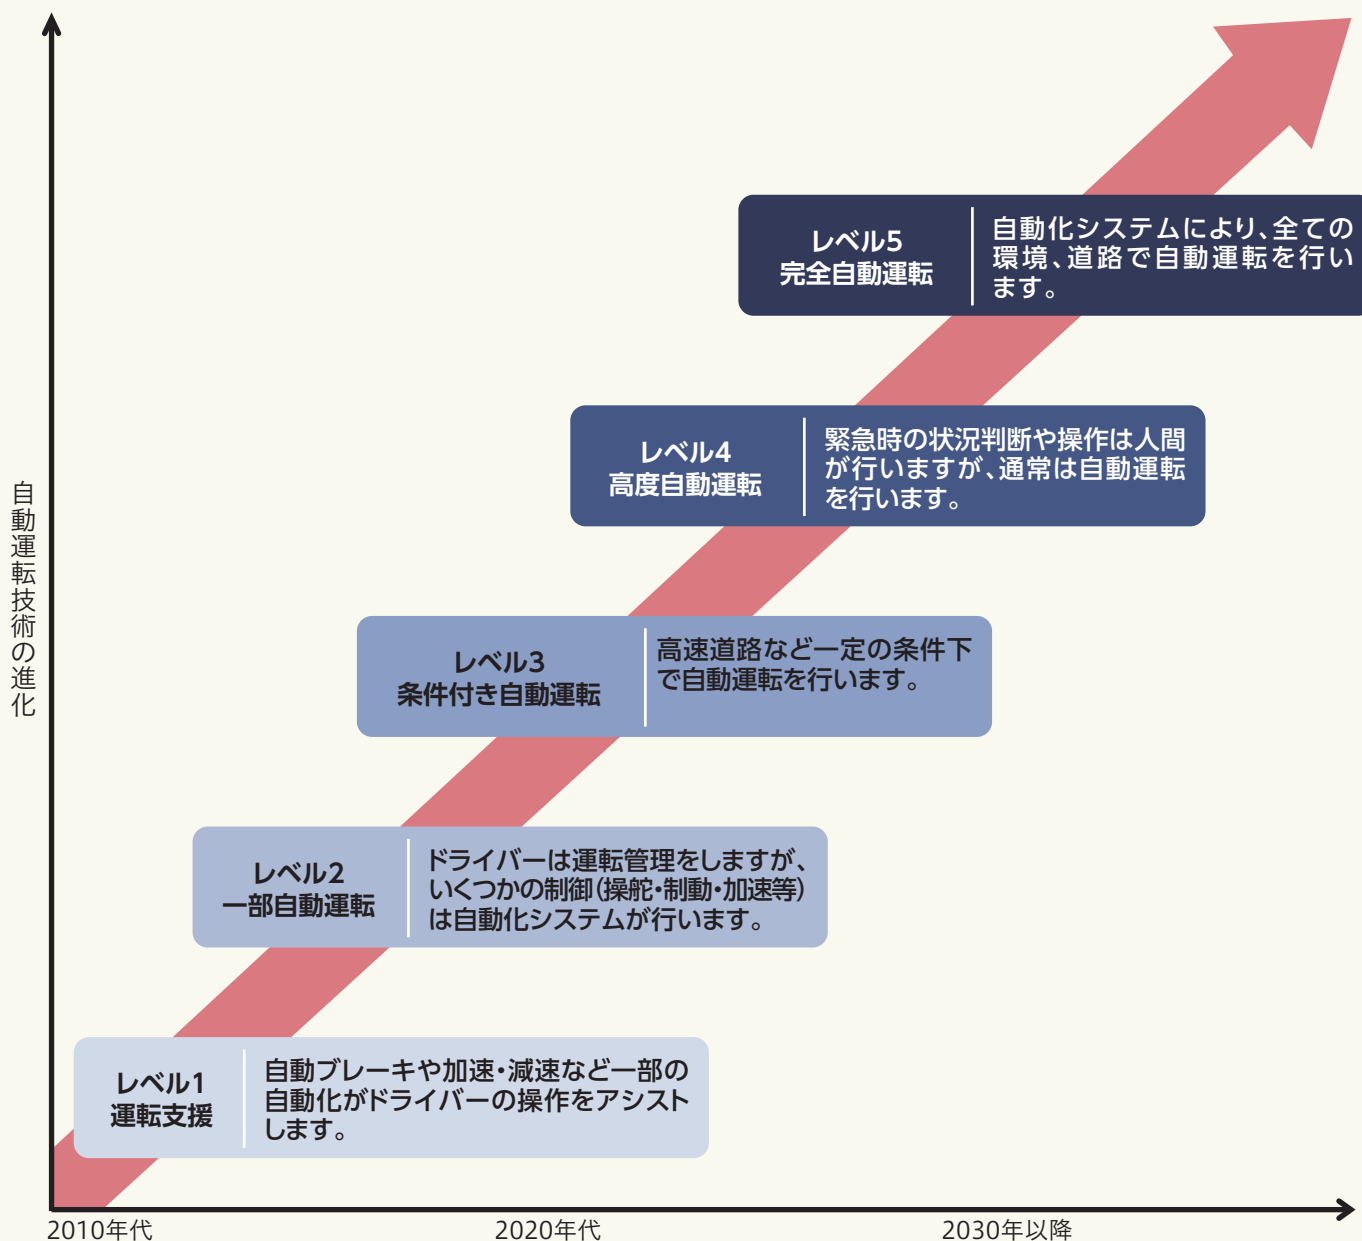 レベル5
完全自動運転
自動化システムにより、全ての
環境、道路で自動運転を行い
ます。
レベル4
高度自動運転
緊急時の状況判断や操作は人間
が行いますが、通常は自動運転
を行います。
自動運転技術の進化
レベル3
条件付き自動運転
高速道路など一定の条件下
で自動運転を行います。
レベル2
一部自動運転
ドライバーは運転管理をしますが、
いくつかの制御(操舵・制動・加速等)
は自動化システムが行います。
レベル1
運転支援
自動ブレーキや加速・減速など一部の
自動化がドライバーの操作をアシスト
します。
2010年代
2020年代
2030年以降